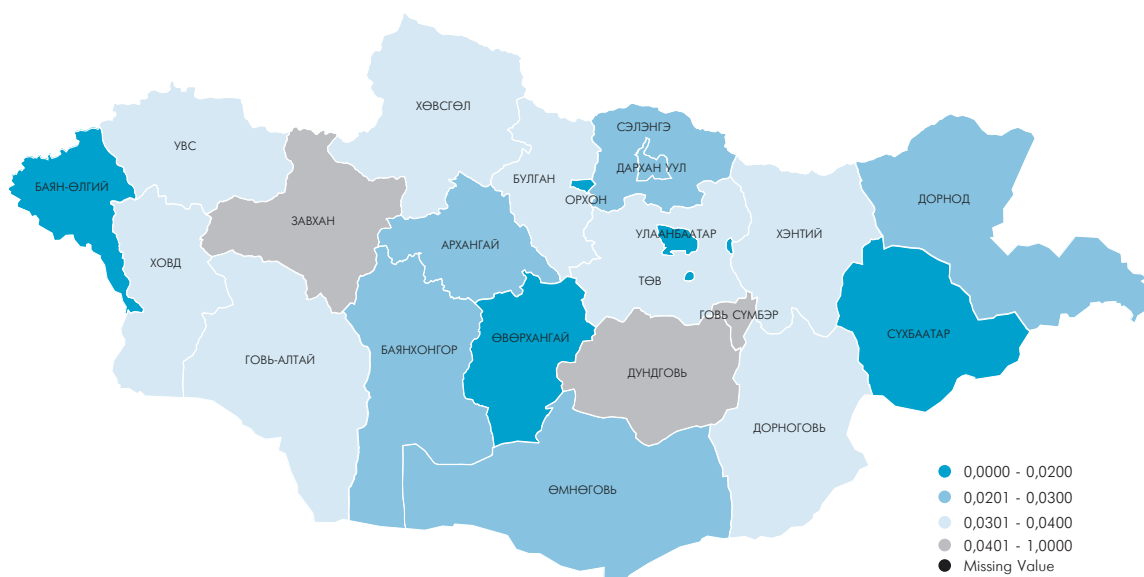 ХӨВСГӨЛ
СЭЛЭНГЭ
УВС
ДАРХАН УУЛ
БУЛГАН
БАЯН-ӨЛГИЙ
ОРХОН
ДОРНОД
ЗАВХАН
УЛААНБААТАР
ХЭНТИЙ
АРХАНГАЙ
ХОВД
ТӨВ
ГОВЬ СҮМБЭР
СҮХБААТАР
ӨВӨРХАНГАЙ
БАЯНХОНГОР
ГОВЬ-АЛТАЙ
ДУНДГОВЬ
ДОРНОГОВЬ
ӨМНӨГОВЬ
0,0000 - 0,0200
0,0201 - 0,0300
0,0301 - 0,0400
0,0401 - 1,0000
Missing Value